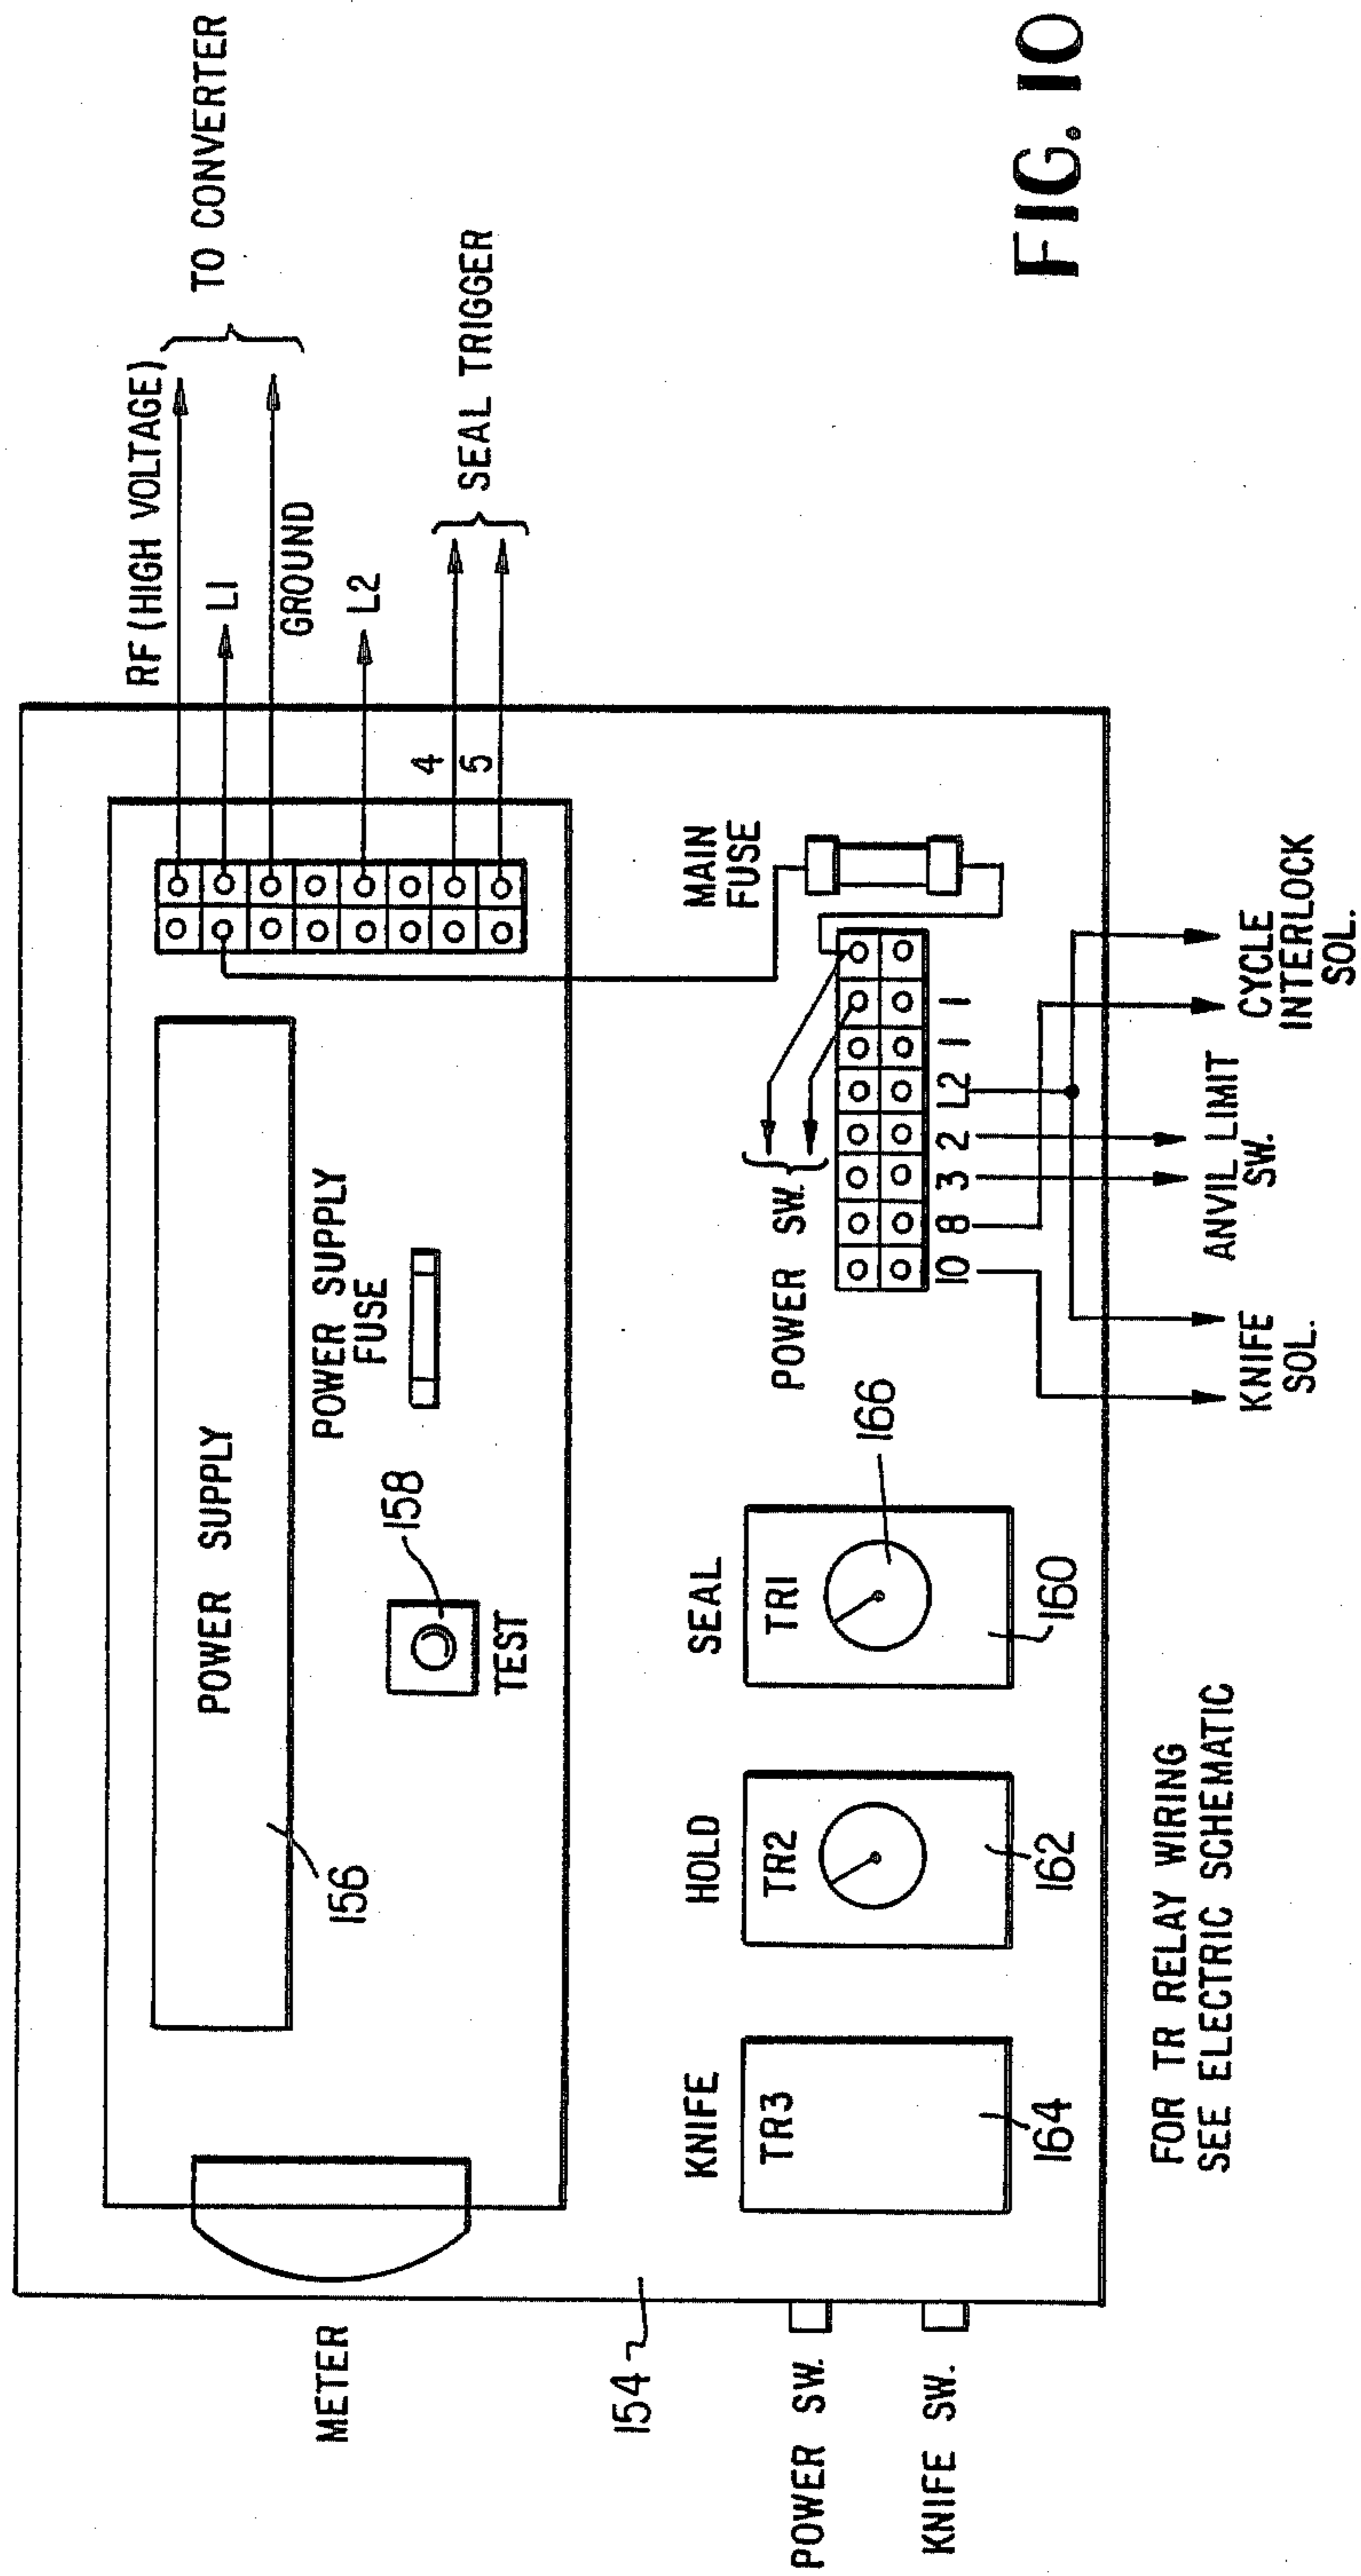 RF (HIGH VOLTAGE)
TO CONVERTER
L1
GROUND
L2
4
5
SEAL TRIGGER
POWER SUPPLY
156
POWER SUPPLY
FUSE
158
TEST
METER
154
MAIN
FUSE
POWER SW.
KNIFE
HOLD
SEAL
TR3
TR2
TR1
166
164
162
160
10
8
3
2
L2
1
1
POWER SW.
KNIFE SW.
KNIFE
SOL.
ANVIL LIMIT
SW.
CYCLE
INTERLOCK
SOL.
FOR TR RELAY WIRING
SEE ELECTRIC SCHEMATIC
FIG. 10